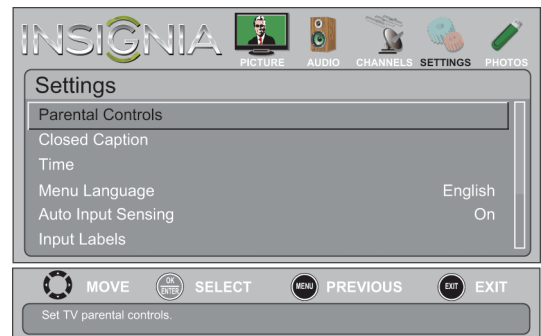 INSIGNIA
PICTURE AUDIO CHANNELS SETTINGS PHOTOS
Settings
Parental Controls
Closed Caption
Time
Menu Language English
Auto Input Sensing On
Input Labels
MOVE OK ENTER SELECT MENU PREVIOUS EXIT EXIT
Set TV parental controls.